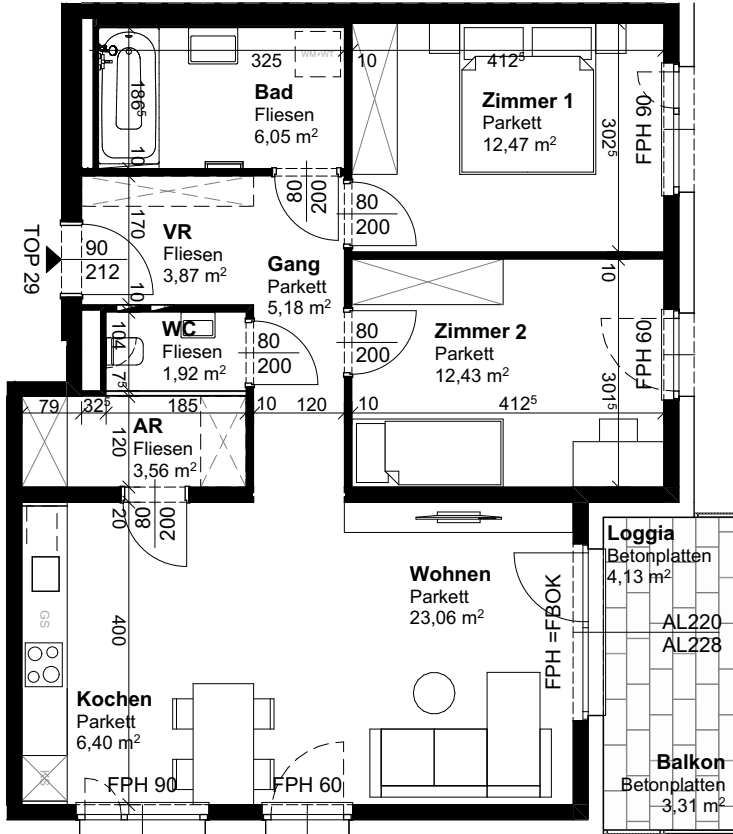 325
WM+WT
10
412⁵
186⁵
10
Bad
Fliesen
6,05 m²
Zimmer 1
Parkett
12,47 m²
302⁵
FPH 90
80
200
80
200
170
VR
Fliesen
3,87 m²
TOP 29
90
212
10
Gang
Parkett
5,18 m²
10
104
7⁵
WC
Fliesen
1,92 m²
80
200
80
200
Zimmer 2
Parkett
12,43 m²
FPH 60
301⁵
79
32⁵
185
10
120
10
412⁵
120
AR
Fliesen
3,56 m²
20
80
200
GS
400
Wohnen
Parkett
23,06 m²
FPH =FBOK
Loggia
Betonplatten
4,13 m²
AL220
AL228
Kochen
Parkett
6,40 m²
KS
FPH 90
FPH 60
Balkon
Betonplatten
3,31 m²